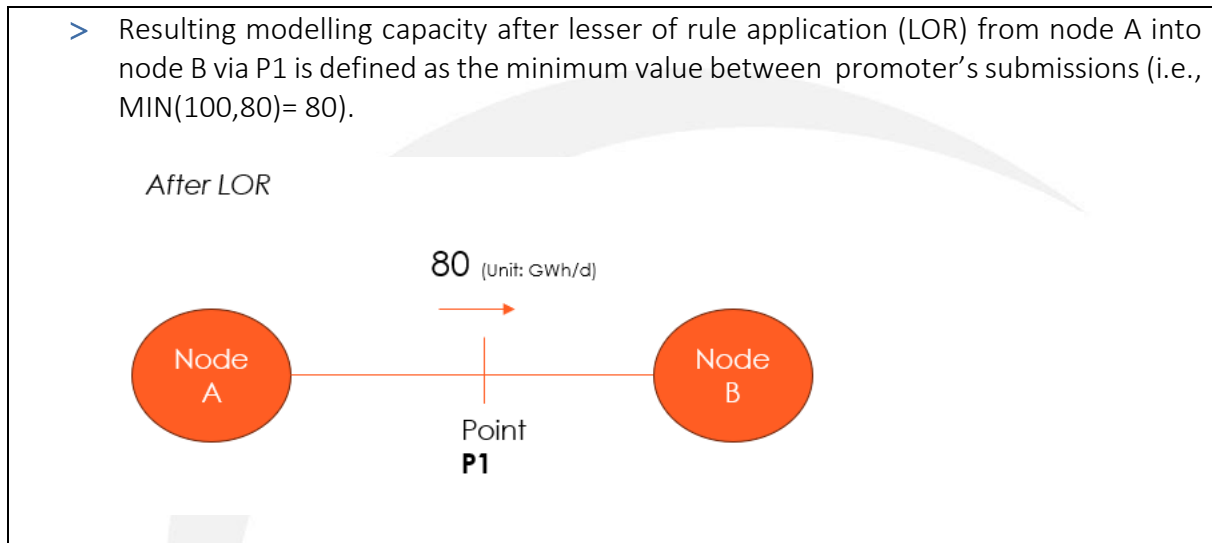 > Resulting modelling capacity after lesser of rule application (LOR) from node A into
node B via P1 is defined as the minimum value between promoter's submissions (i.e.,
MIN(100,80)= 80).
After LOR
80 (Unit: GWh/d)
Node
A
Node
B
Point
P1